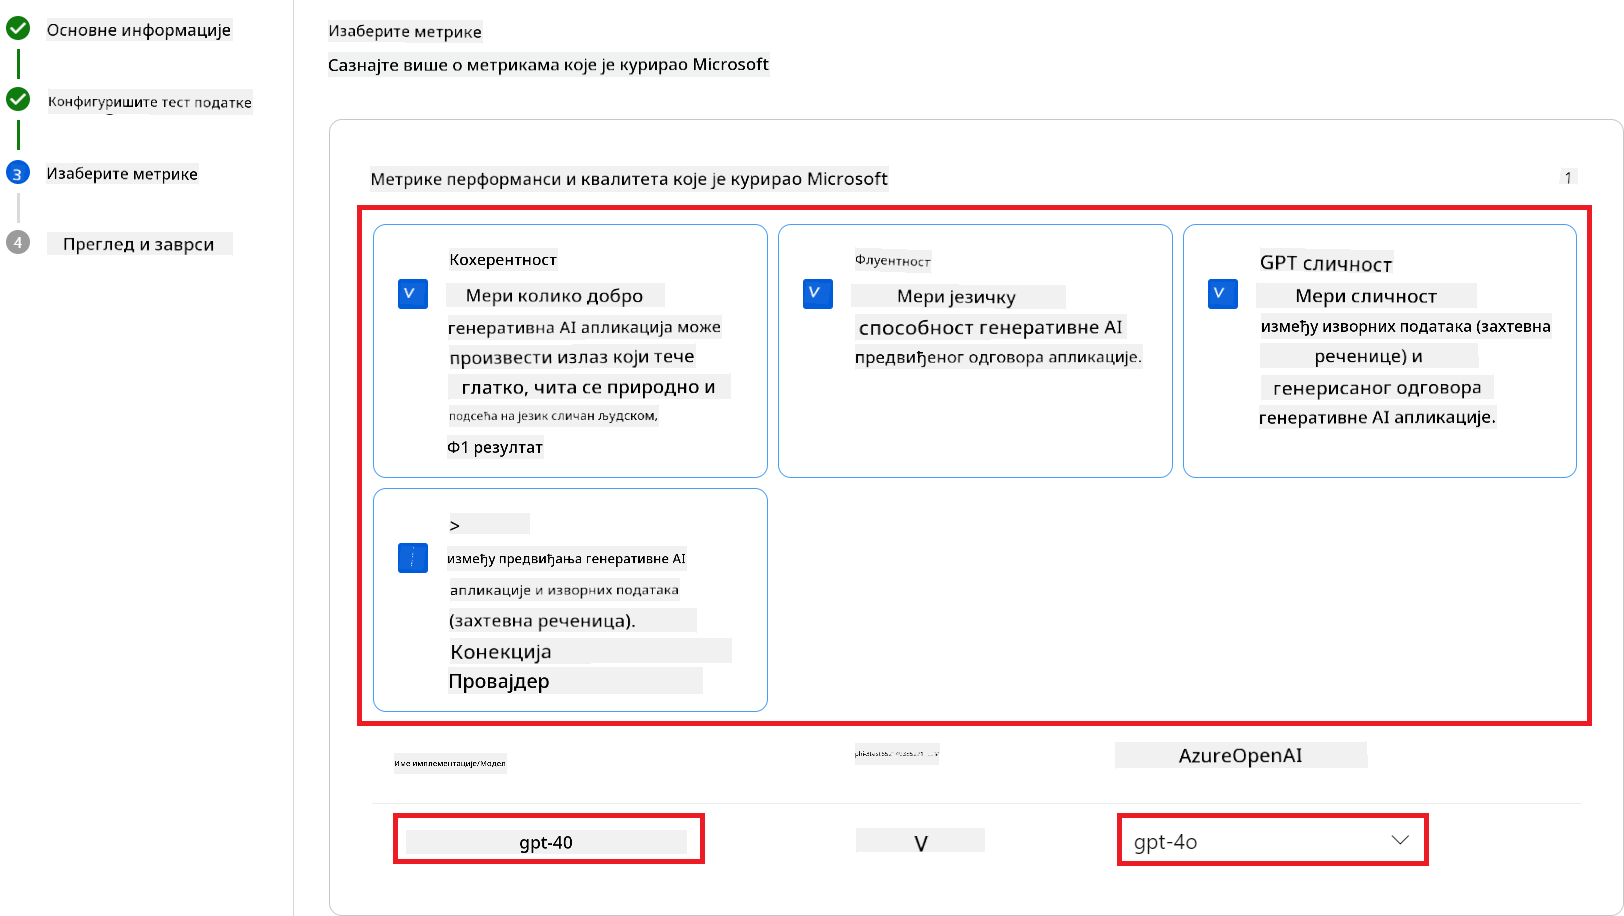 Основне информације
Конфигуришите тест податке
3
Изаберите метрике
4
Преглед и заврси
Изаберите метрике
Сазнајте више о метрикама које је курирао Microsoft
Метрике перформанси и квалитета које је курирао Microsoft
1
Кохерентност
V
Мери колико добро
генеративна AI апликација може
произвести излаз који тече
глатко, чита се природно и
подсећа на језик сличан људском,
Ф1 резултат
Флуентност
V
Мери језичку
способност генеративне AI
предвиђеног одговора апликације.
GPT сличност
V
Мери сличност
између изворних података (захтевна
реченице) и
генерисаног одговора
генеративне AI апликације.
>
између предвиђања генеративне AI
апликације и изворних података
(захтевна реченица).
Конекција
Провајдер
Име имплементације/Модел
AzureOpenAI
gpt-40
V
gpt-4o